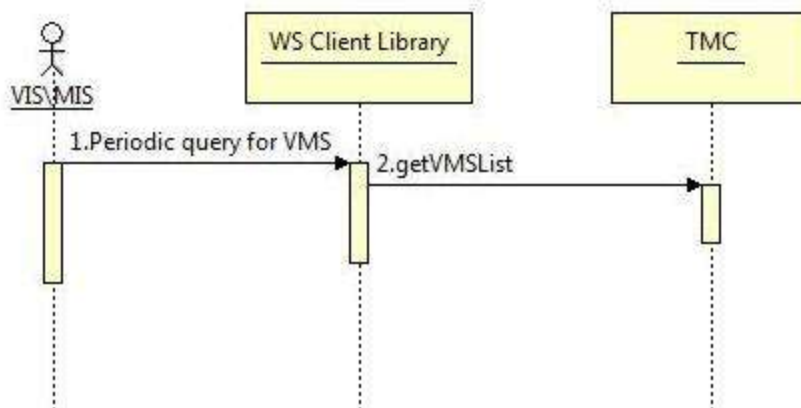 WS Client Library
TMC
VIS\MIS
1.Periodic query for VMS
2.getVMSList